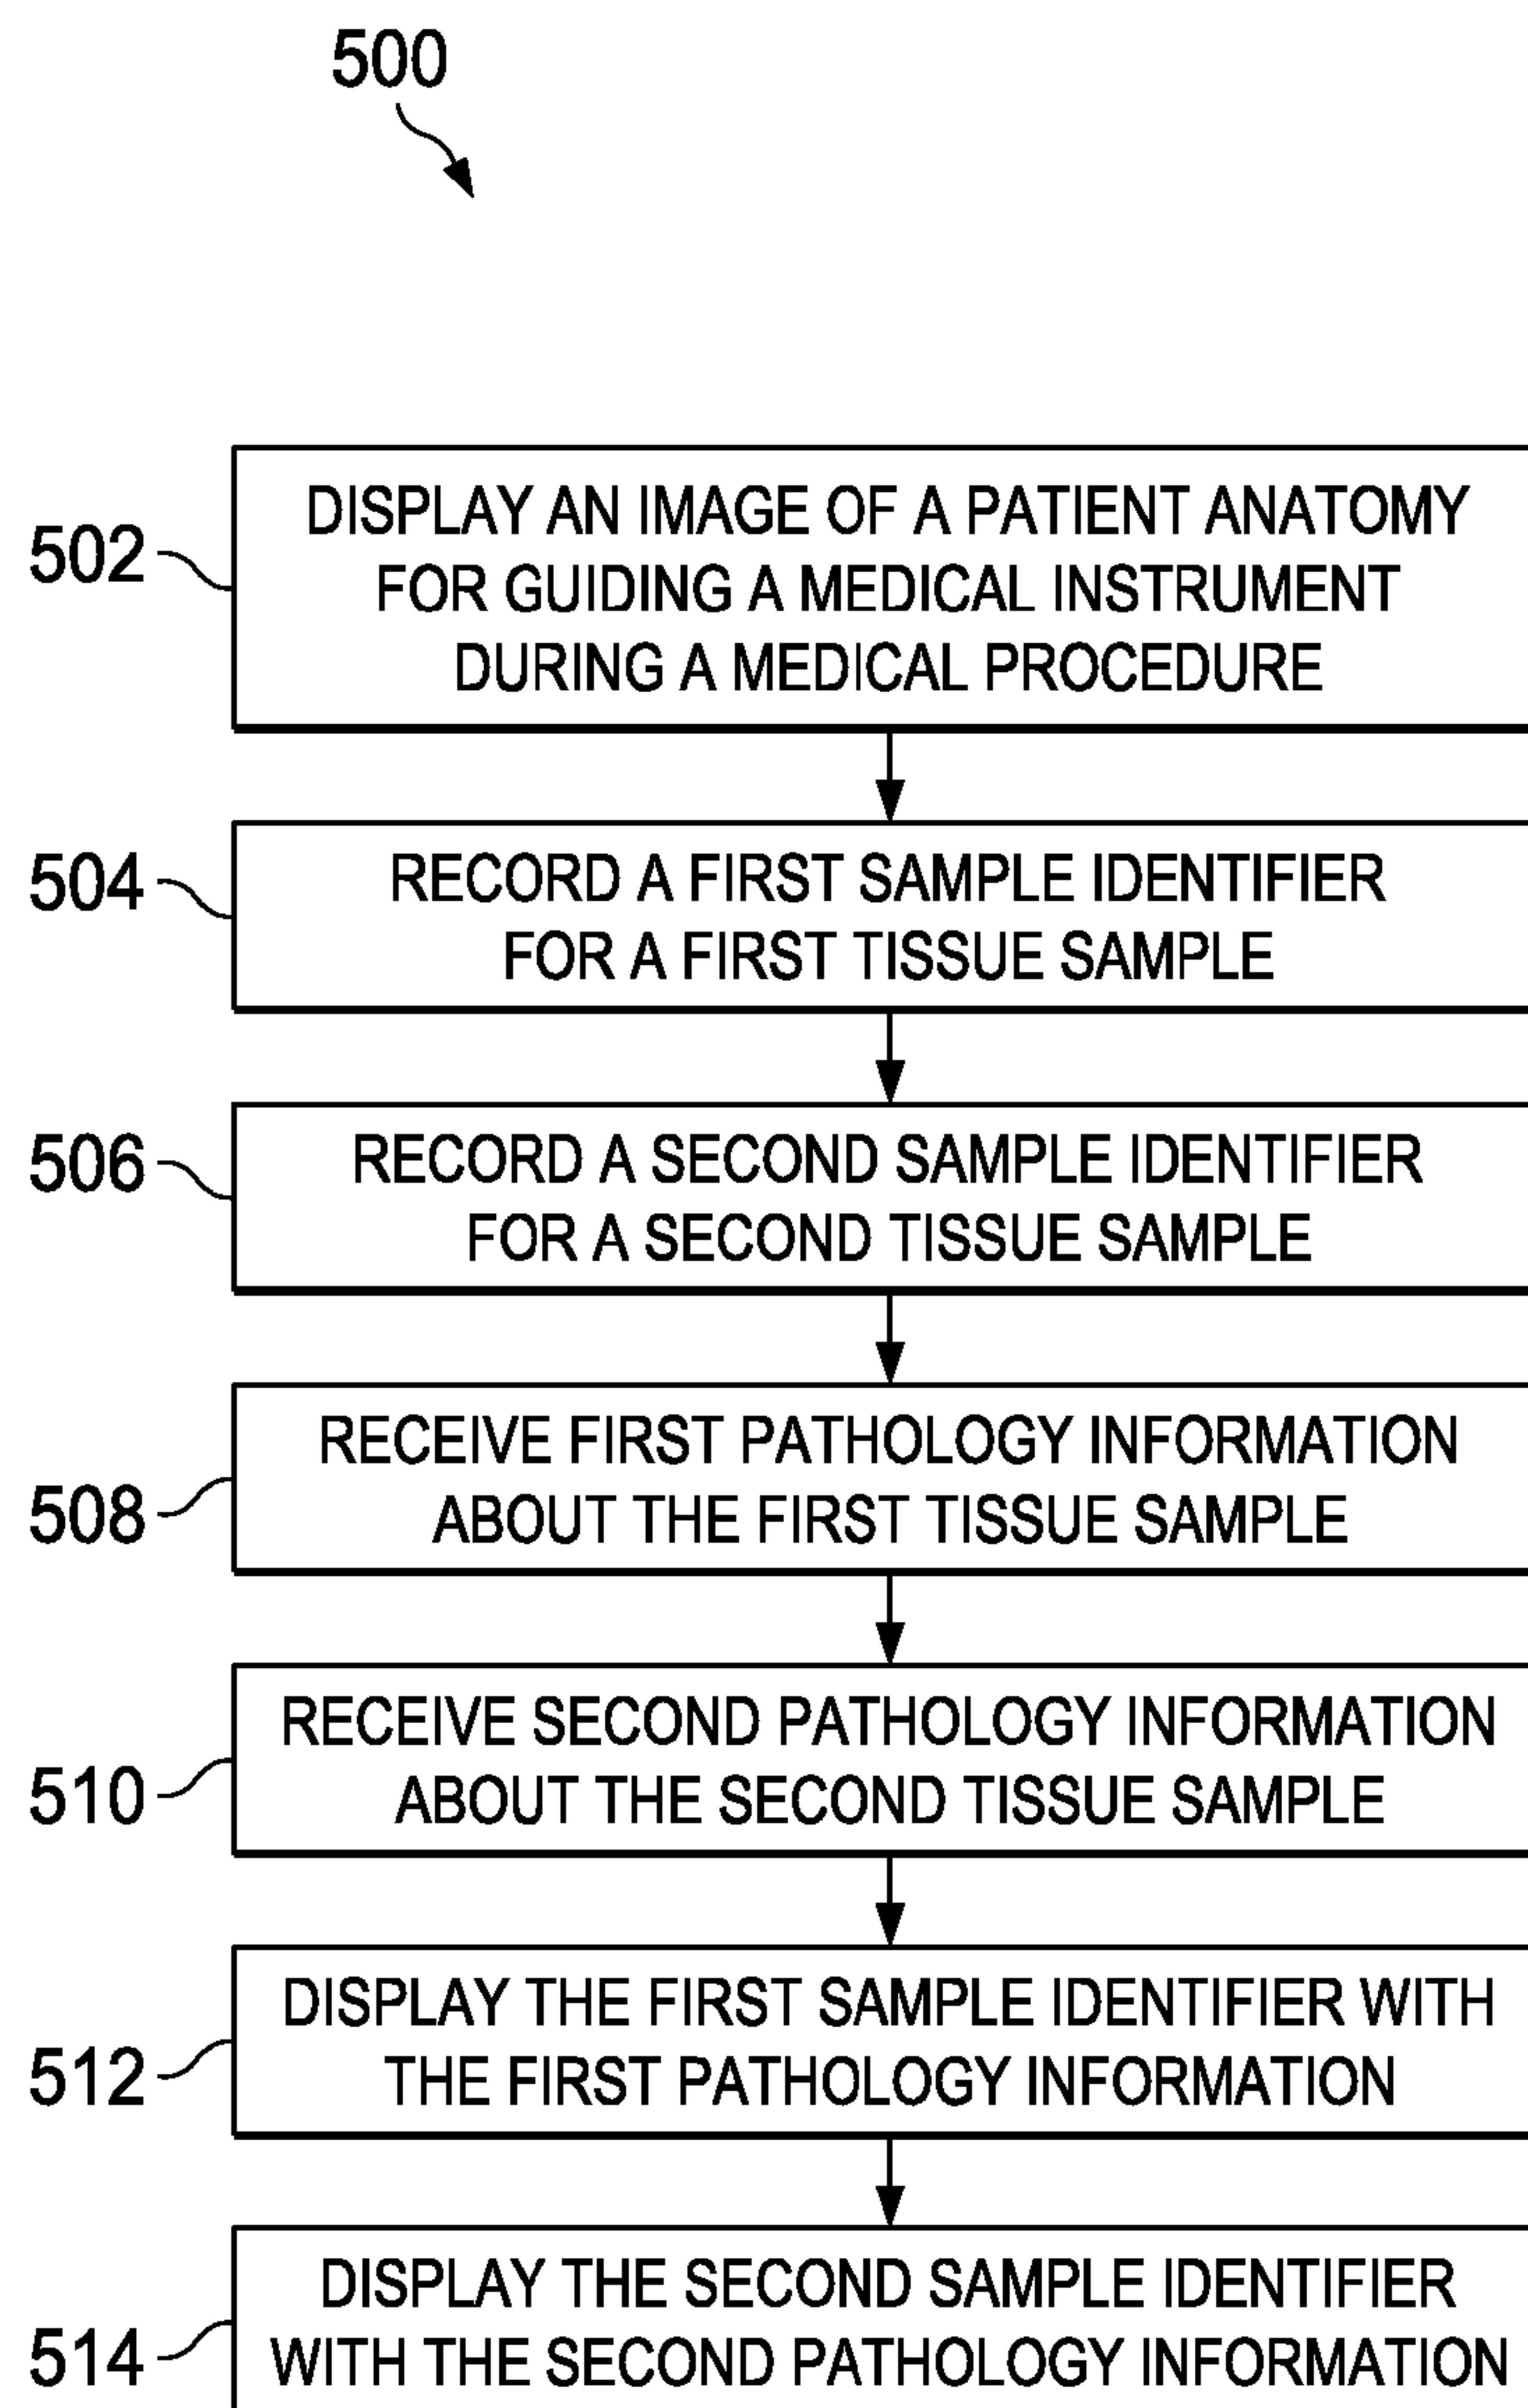 500
502
DISPLAY AN IMAGE OF A PATIENT ANATOMY
FOR GUIDING A MEDICAL INSTRUMENT
DURING A MEDICAL PROCEDURE
504
RECORD A FIRST SAMPLE IDENTIFIER
FOR A FIRST TISSUE SAMPLE
506
RECORD A SECOND SAMPLE IDENTIFIER
FOR A SECOND TISSUE SAMPLE
508
RECEIVE FIRST PATHOLOGY INFORMATION
ABOUT THE FIRST TISSUE SAMPLE
510
RECEIVE SECOND PATHOLOGY INFORMATION
ABOUT THE SECOND TISSUE SAMPLE
512
DISPLAY THE FIRST SAMPLE IDENTIFIER WITH
THE FIRST PATHOLOGY INFORMATION
514
DISPLAY THE SECOND SAMPLE IDENTIFIER
WITH THE SECOND PATHOLOGY INFORMATION